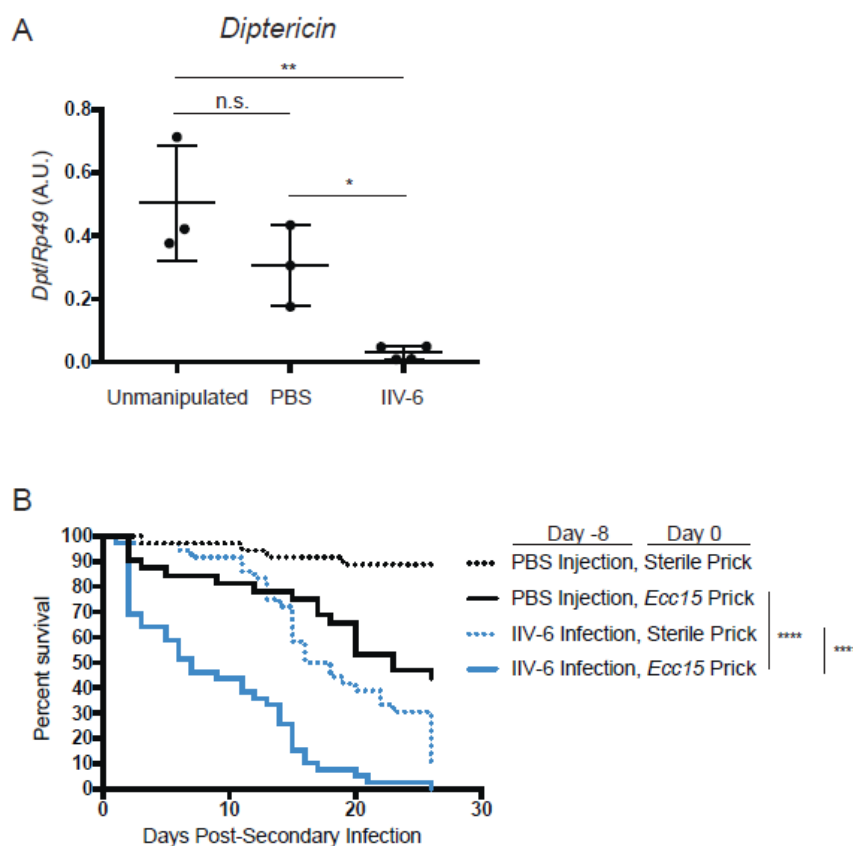 A
Diptericin
**
n.s.
*
0.8
0.6
0.4
0.2
0.0
Dpt/Rp49 (A.U.)
Unmanipulated PBS IIV-6
B
Day -8 Day 0
PBS Injection, Sterile Prick
PBS Injection, Ecc15 Prick
IIV-6 Infection, Sterile Prick
IIV-6 Infection, Ecc15 Prick
****
***
100
90
80
70
60
50
40
30
20
10
0
Percent survival
0 10 20 30
Days Post-Secondary Infection